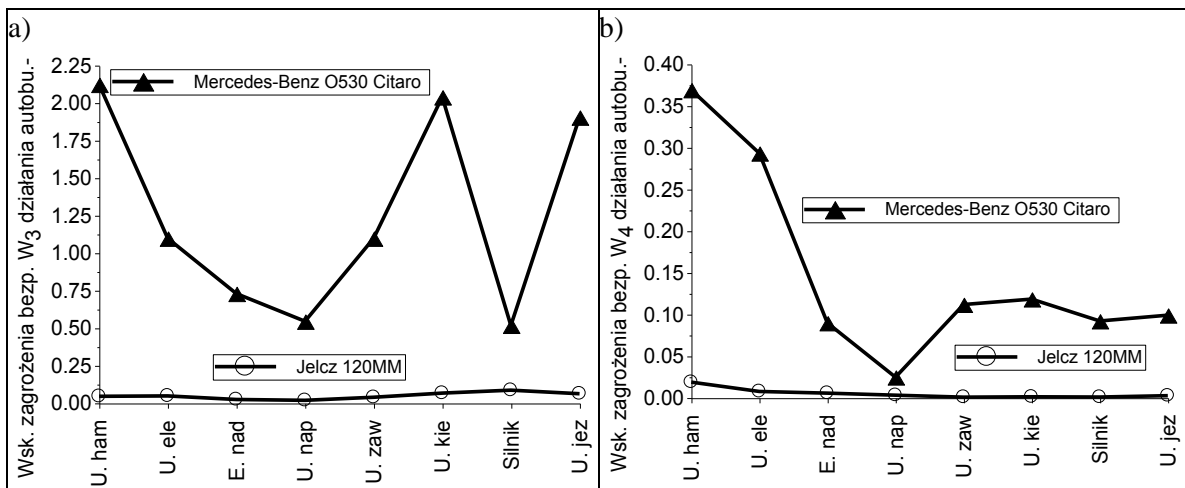 a)
Wsk. zagrożenia bezp. W3 działania autobu.-
2.25
2.00
1.75
1.50
1.25
1.00
0.75
0.50
0.25
0.00
Mercedes-Benz O530 Citaro
Jelcz 120MM
U. ham
U. ele
E. nad
U. nap
U. zaw
U. kie
Silnik
U. jez
b)
Wsk. zagrożenia bezp. W4 działania autobu.-
0.40
0.35
0.30
0.25
0.20
0.15
0.10
0.05
0.00
Mercedes-Benz O530 Citaro
Jelcz 120MM
U. ham
U. ele
E. nad
U. nap
U. zaw
U. kie
Silnik
U. jez